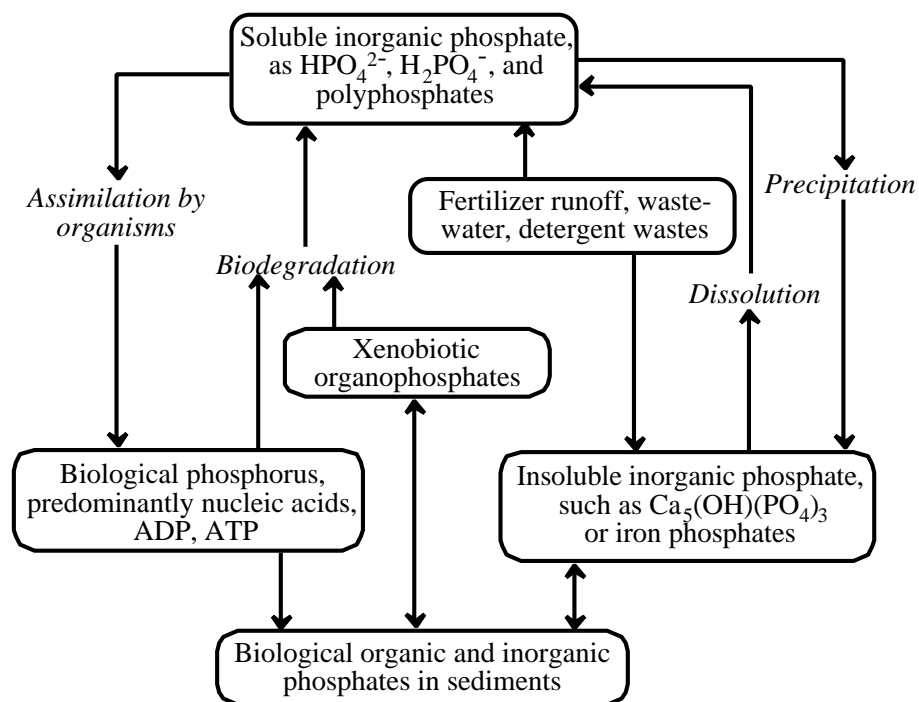 Soluble inorganic phosphate,
as HPO₄²⁻, H₂PO₄⁻, and
polyphosphates
Assimilation by
organisms
Biodegradation
Fertilizer runoff, waste-
water, detergent wastes
Precipitation
Dissolution
Xenobiotic
organophosphates
Biological phosphorus,
predominantly nucleic acids,
ADP, ATP
Insoluble inorganic phosphate,
such as Ca₅(OH)(PO₄)₃
or iron phosphates
Biological organic and inorganic
phosphates in sediments